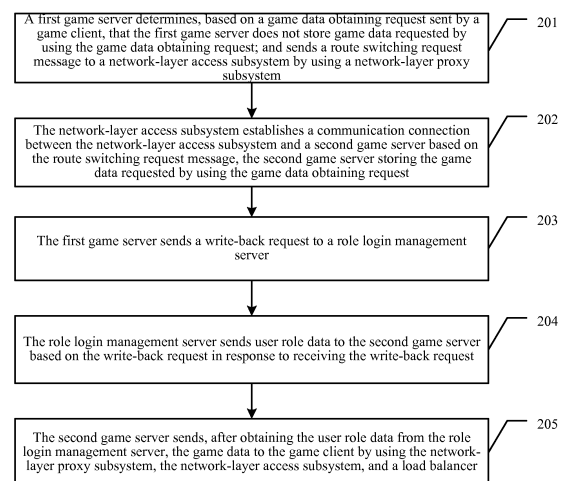 A first game server determines, based on a game data obtaining request sent by a
game client, that the first game server does not store game data requested by
using the game data obtaining request; and sends a route switching request
message to a network-layer access subsystem by using a network-layer proxy
subsystem
201
The network-layer access subsystem establishes a communication connection
between the network-layer access subsystem and a second game server based on
the route switching request message, the second game server storing the game
data requested by using the game data obtaining request
202
The first game server sends a write-back request to a role login management
server
203
The role login management server sends user role data to the second game server
based on the write-back request in response to receiving the write-back request
204
The second game server sends, after obtaining the user role data from the role
login management server, the game data to the game client by using the network-
layer proxy subsystem, the network-layer access subsystem, and a load balancer
205